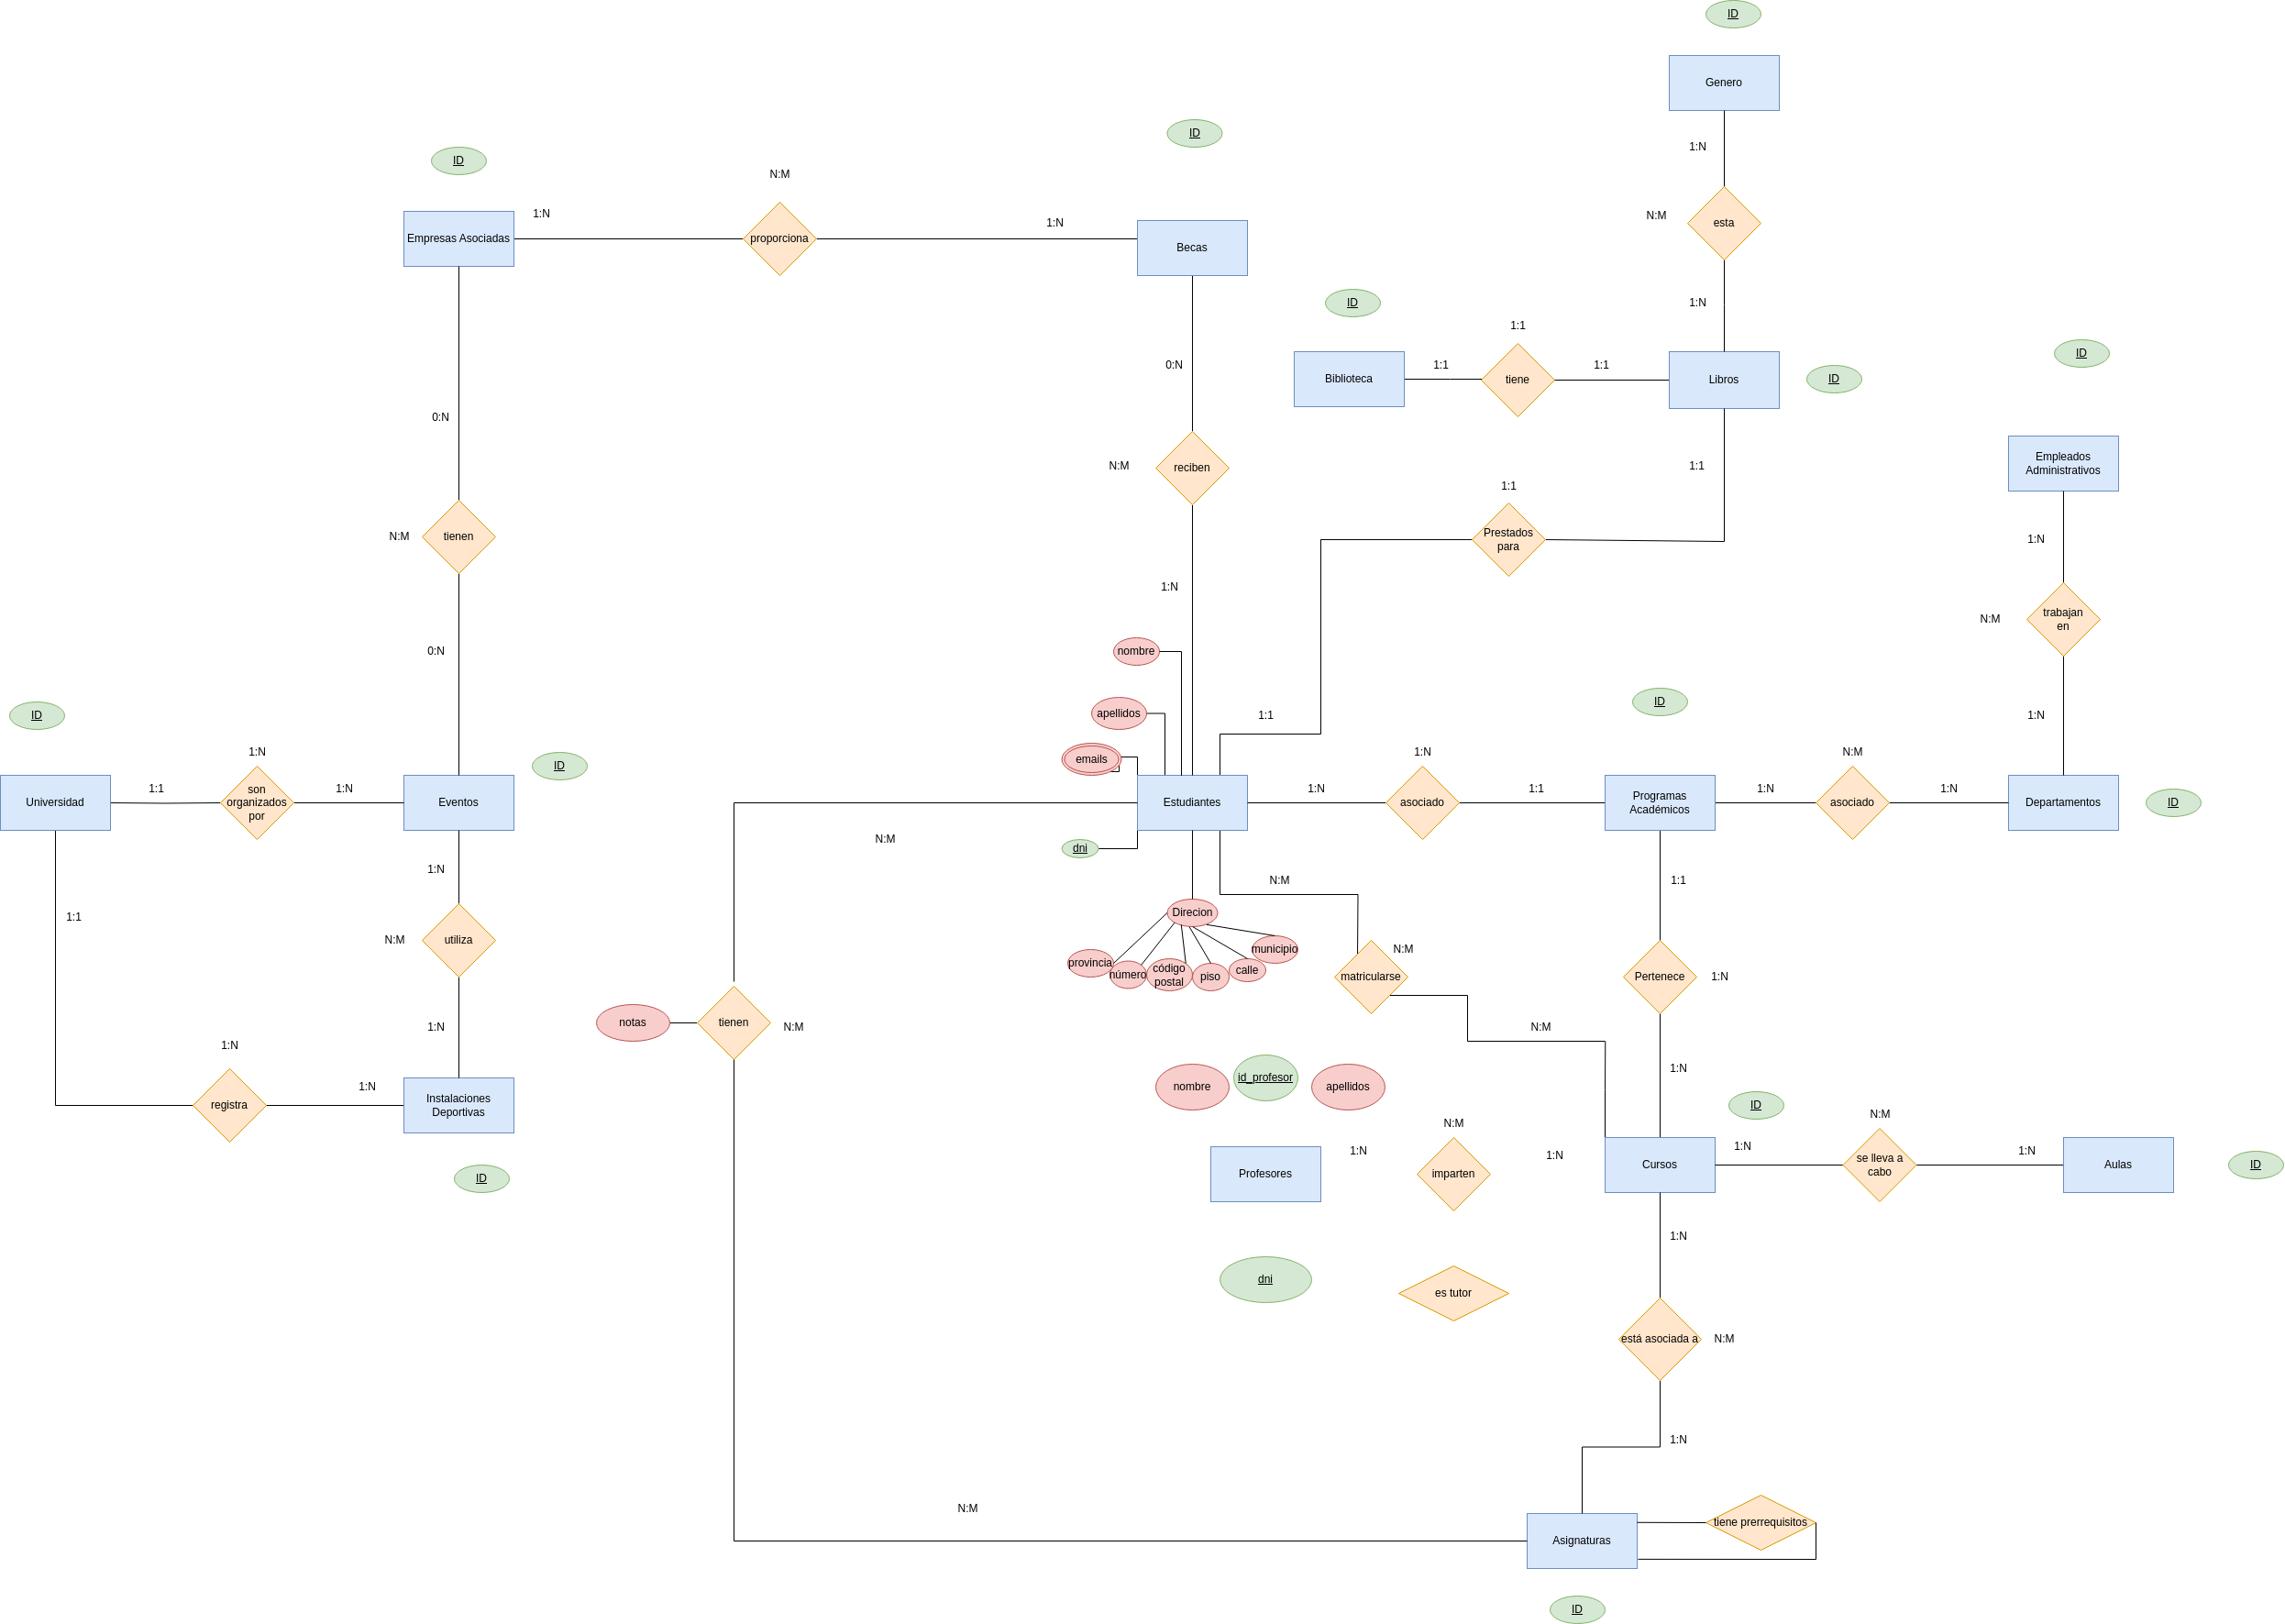 ID
Genero
1:N
ID
ID
N:M
1:N
Empresas Asociadas
proporciona
1:N
Becas
N:M
esta
1:N
ID
1:N
1:1
ID
0:N
Biblioteca
1:1
tiene
1:1
Libros
ID
0:N
N:M
reciben
1:1
Empleados
Administrativos
1:1
N:M
tienen
Prestados
para
1:N
1:N
N:M
trabajan
en
0:N
nombre
ID
ID
apellidos
1:1
1:N
1:N
ID
emails
1:N
N:M
Universidad
1:1
son
organizados
por
1:N
Eventos
Estudiantes
1:N
asociado
1:1
Programas
Académicos
1:N
asociado
1:N
Departamentos
ID
N:M
dni
1:N
N:M
1:1
1:1
Direcion
N:M
utiliza
provincia
número
código
postal
piso
calle
municipio
N:M
matricularse
Pertenece
1:N
notas
tienen
N:M
1:N
N:M
1:N
1:N
registra
1:N
Instalaciones
Deportivas
nombre
id_profesor
apellidos
1:N
ID
N:M
N:M
Profesores
1:N
imparten
1:N
Cursos
1:N
se lleva a
cabo
1:N
Aulas
ID
ID
1:N
dni
es tutor
está asociada a
N:M
1:N
N:M
Asignaturas
tiene prerrequisitos
ID